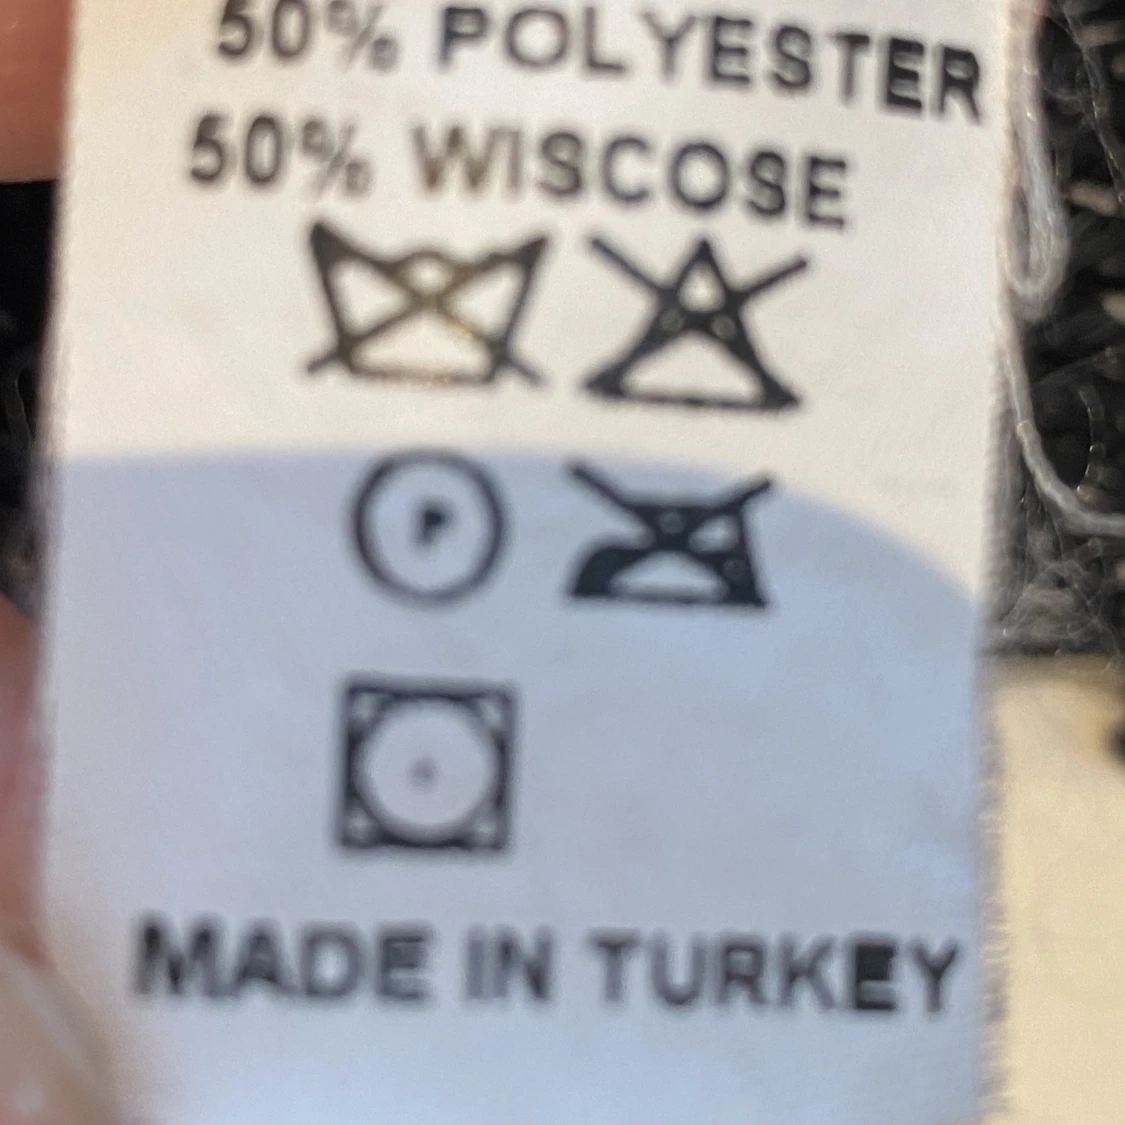 50% POLYESTER
50% WISCOSE
P
MADE IN TURKEY